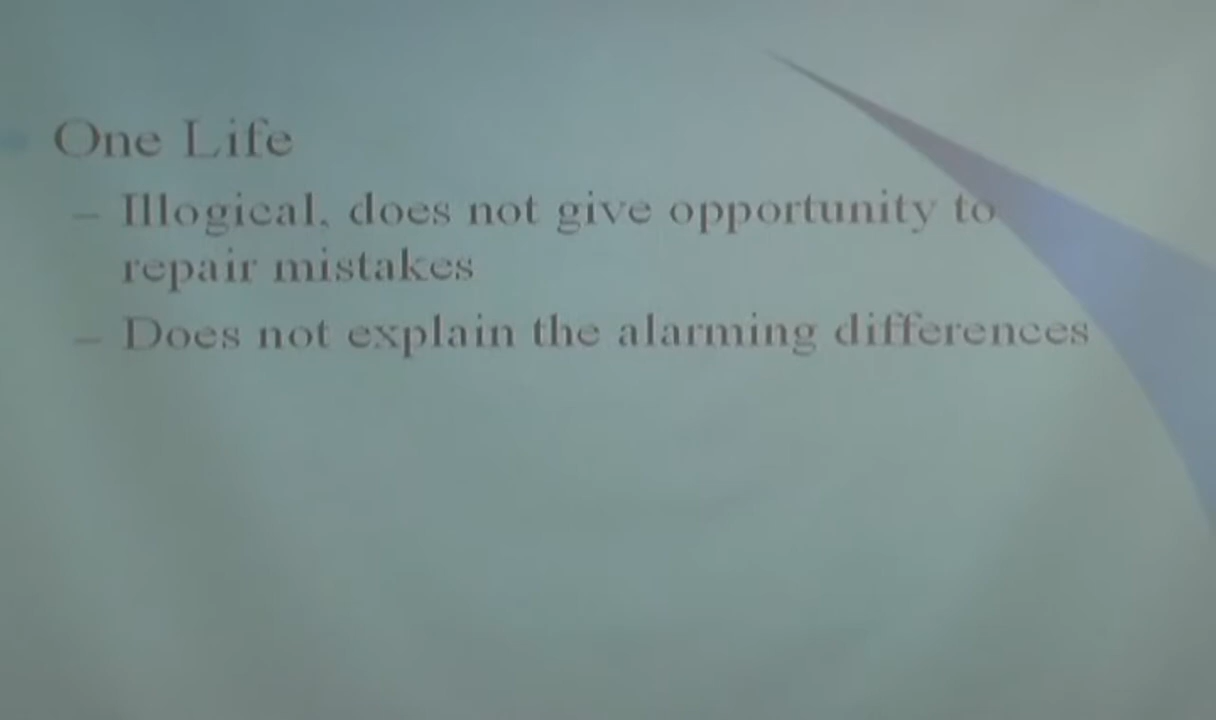 One Life
– Illogical, does not give opportunity to
repair mistakes
– Does not explain the alarming differences